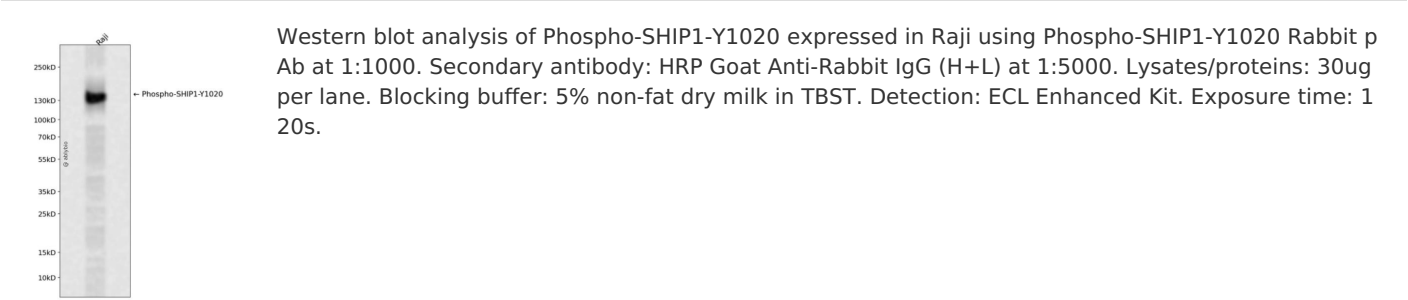 Raji
250kD
130kD
← Phospho-SHIP1-Y1020
100kD
70kD
55kD
@ abbybio
35kD
25kD
15kD
10kD
Western blot analysis of Phospho-SHIP1-Y1020 expressed in Raji using Phospho-SHIP1-Y1020 Rabbit p
Ab at 1:1000. Secondary antibody: HRP Goat Anti-Rabbit IgG (H+L) at 1:5000. Lysates/proteins: 30ug
per lane. Blocking buffer: 5% non-fat dry milk in TBST. Detection: ECL Enhanced Kit. Exposure time: 1
20s.